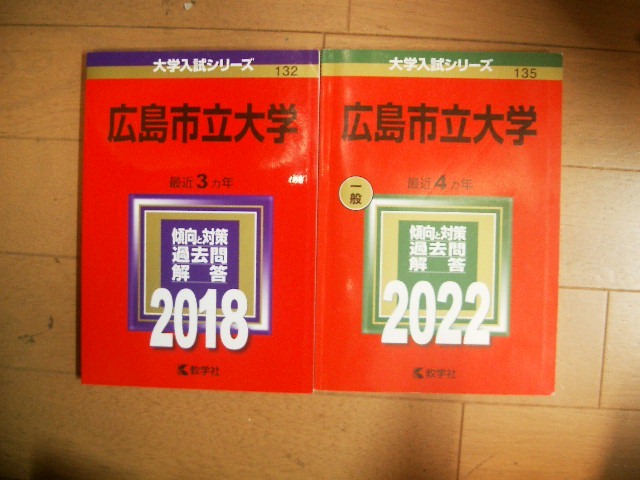 大学入試シリーズ
132
広島市立大学
最近3カ年
傾向と対策
過去問
解答
2018
教学社
大学入試シリーズ
135
広島市立大学
最近4カ年
一般
傾向と対策
過去問
解答
2022
教学社